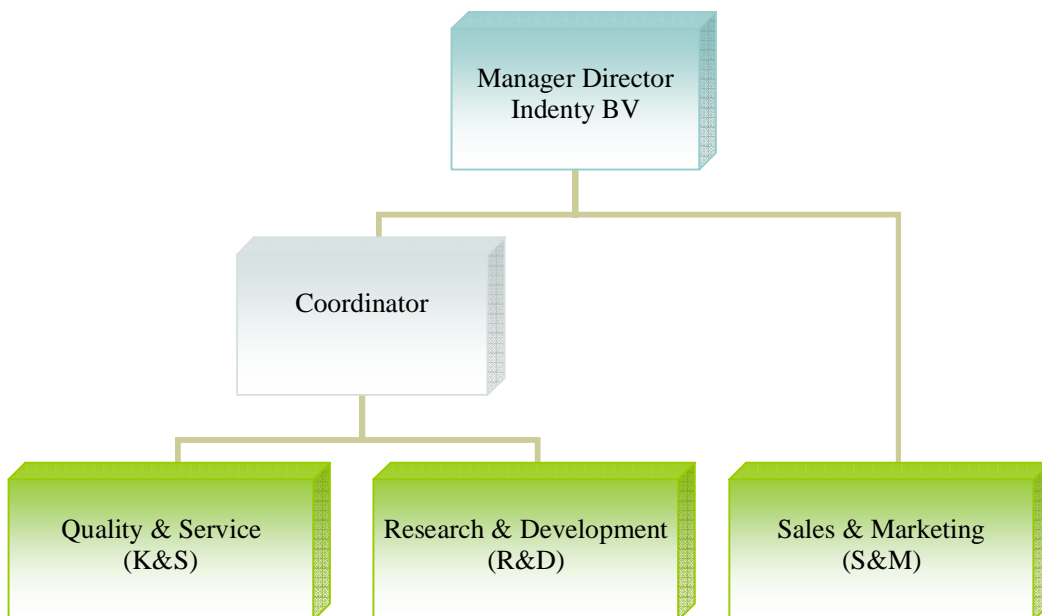 Manager Director
Indenty BV
Coordinator
Quality & Service
(K&S)
Research & Development
(R&D)
Sales & Marketing
(S&M)